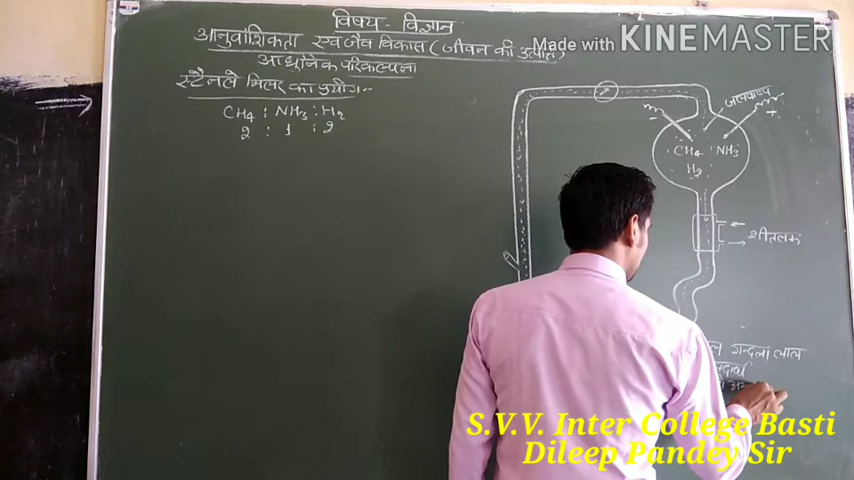 विषय- विज्ञान
आनुवांशिकता एवं जैव विकास (जीवन की उत्पत्ति)
आधुनिक परिकल्पना
स्टैनले मिलर का प्रयोग-
CH4 : NH3 : H2
2 : 1 : 2
Made with KINEMASTER
जलवाष्प
- +
CH4 NH3
H2
शीतलक
गन्दला लाल
S.V.V. Inter College Basti
Dileep Pandey Sir